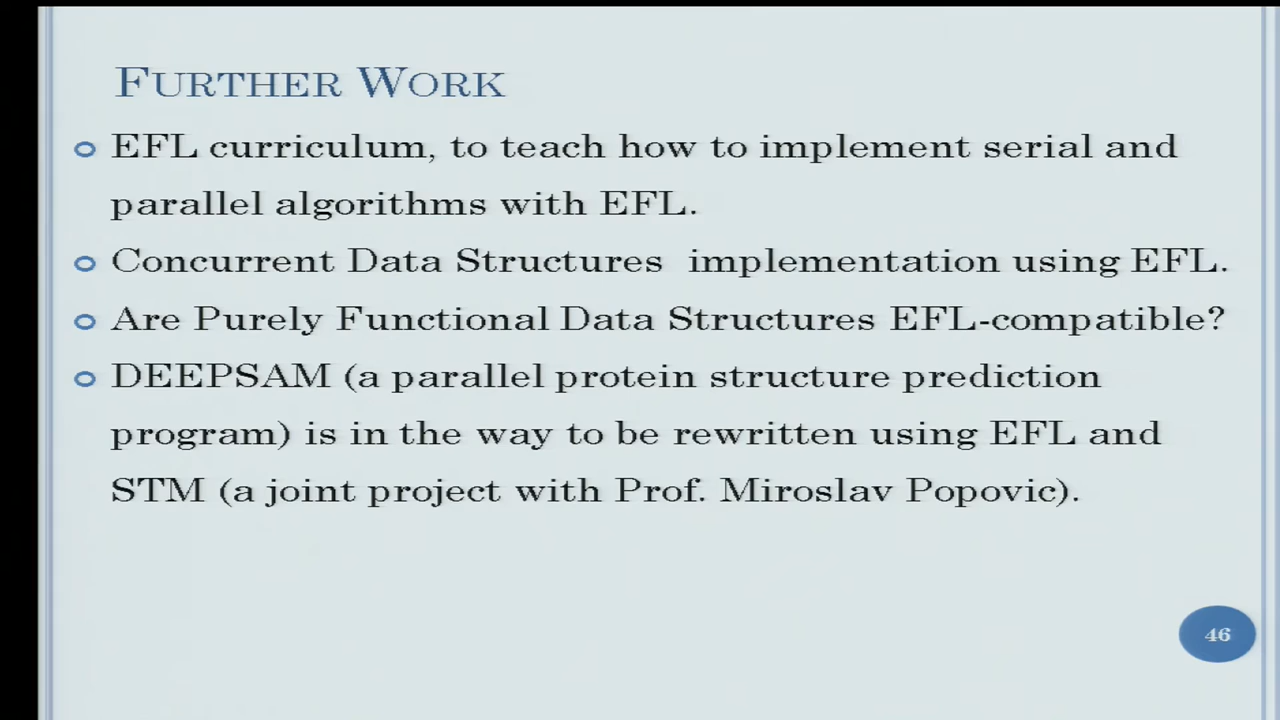 FURTHER WORK
EFL curriculum, to teach how to implement serial and
parallel algorithms with EFL.
Concurrent Data Structures implementation using EFL.
Are Purely Functional Data Structures EFL-compatible?
DEEPSAM (a parallel protein structure prediction
program) is in the way to be rewritten using EFL and
STM (a joint project with Prof. Miroslav Popovic).
46